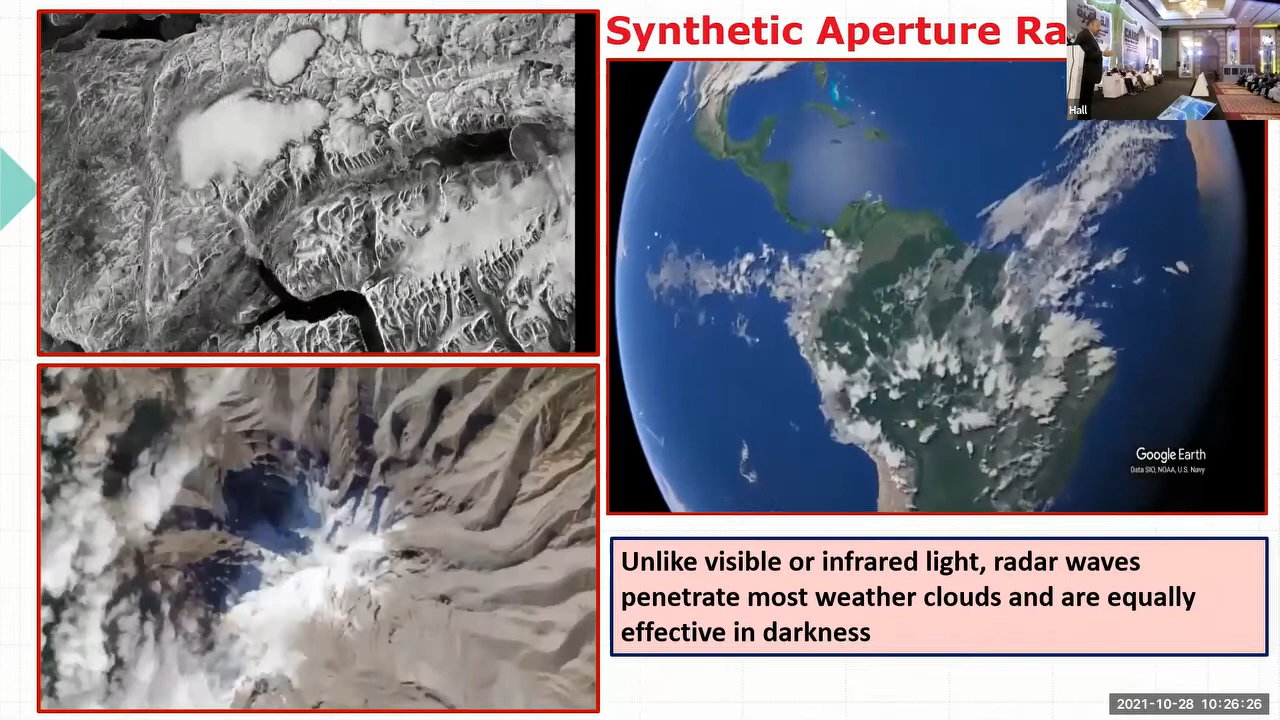 Synthetic Aperture Ra
Hall
Google Earth
Data SIO, NOAA, U.S. Navy
Unlike visible or infrared light, radar waves
penetrate most weather clouds and are equally
effective in darkness
2021-10-28 10:26:26